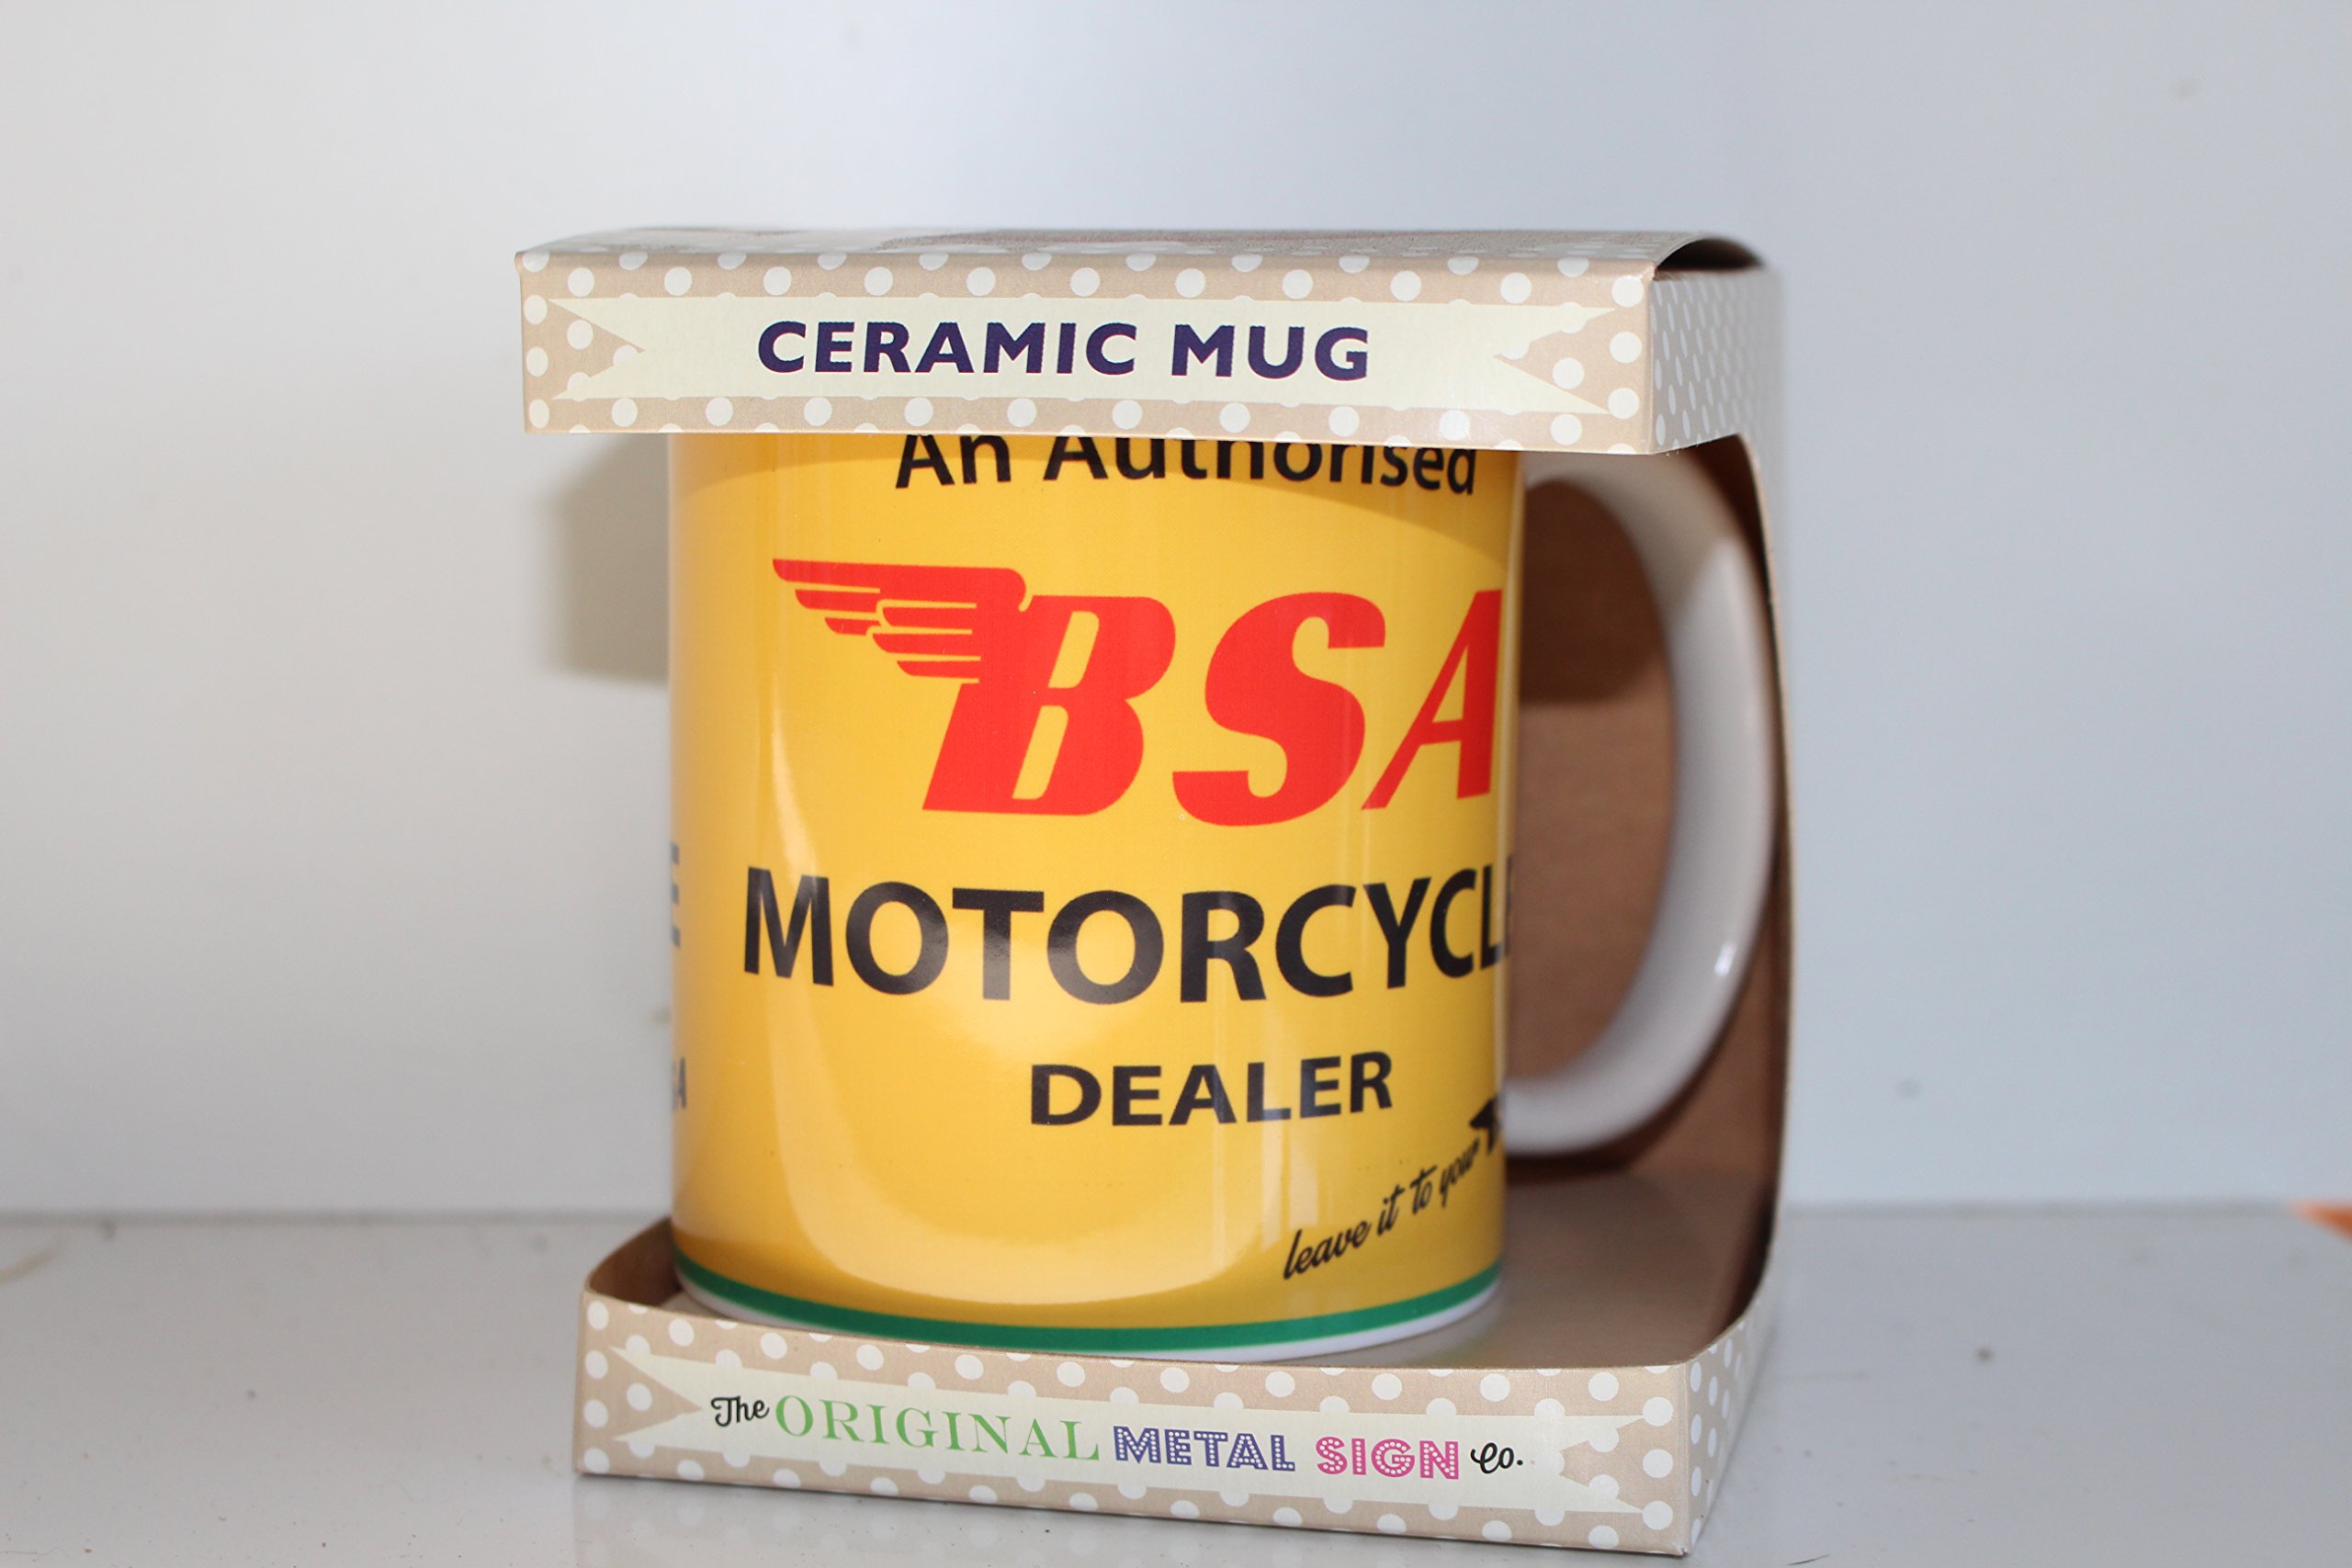 CERAMIC MUG
An Authorised
BSA
MOTORCYCL
DEALER
leave it to your
The ORIGINAL METAL SIGN Co.